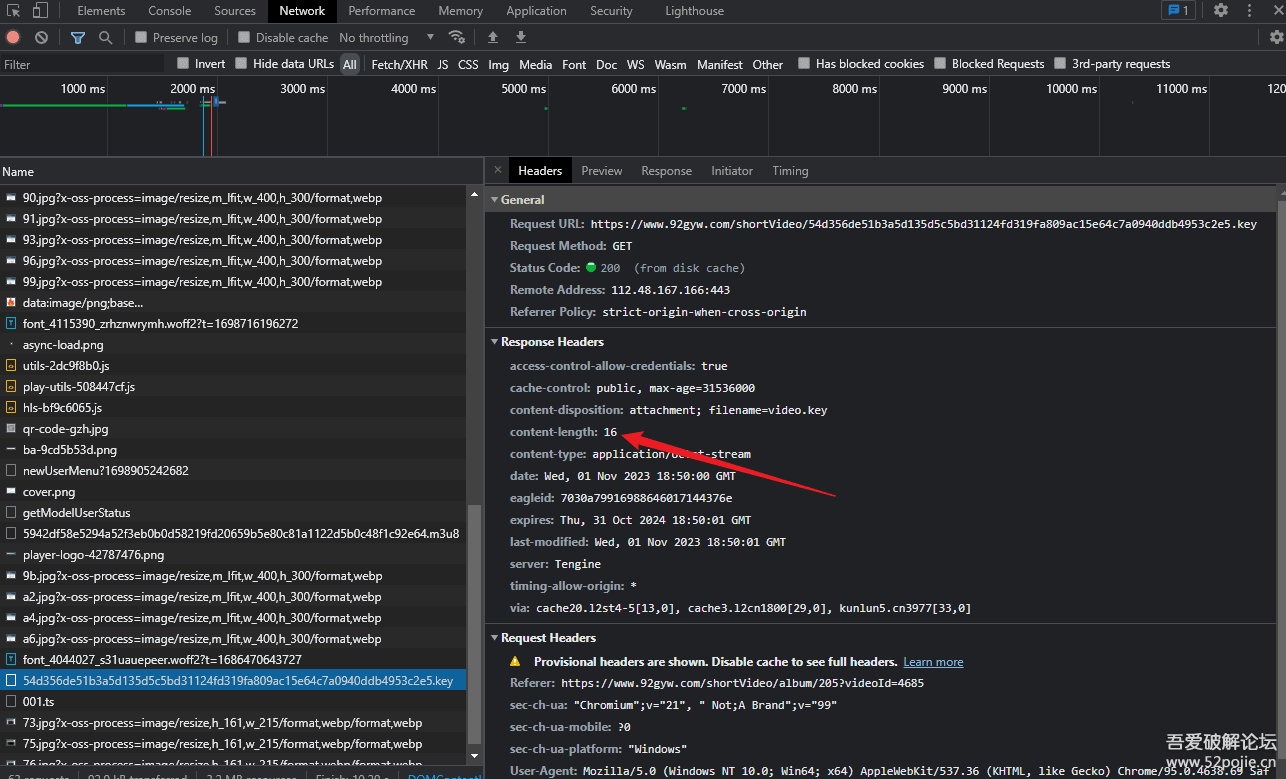 Elements Console Sources Network Performance Memory Application Security Lighthouse 1
Preserve log Disable cache No throttling
Filter Invert Hide data URLs All Fetch/XHR JS CSS Img Media Font Doc WS Wasm Manifest Other Has blocked cookies Blocked Requests 3rd-party requests
1000 ms 2000 ms 3000 ms 4000 ms 5000 ms 6000 ms 7000 ms 8000 ms 9000 ms 10000 ms 11000 ms 120
Name
90.jpg?x-oss-process=image/resize,m_lfit,w_400,h_300/format,webp
91.jpg?x-oss-process=image/resize,m_lfit,w_400,h_300/format,webp
93.jpg?x-oss-process=image/resize,m_lfit,w_400,h_300/format,webp
96.jpg?x-oss-process=image/resize,m_lfit,w_400,h_300/format,webp
99.jpg?x-oss-process=image/resize,m_lfit,w_400,h_300/format,webp
data:image/png;base...
font_4115390_zrhznwrymh.woff2?t=1698716196272
async-load.png
utils-2dc9f8b0.js
play-utils-508447cf.js
hls-bf9c6065.js
qr-code-gzh.jpg
ba-9cd5b53d.png
newUserMenu?1698905242682
cover.png
getModelUserStatus
5942df58e5294a52f3eb0b0d58219fd20659b5e80c81a1122d5b0c48f1c92e64.m3u8
player-logo-42787476.png
9b.jpg?x-oss-process=image/resize,m_lfit,w_400,h_300/format,webp
a2.jpg?x-oss-process=image/resize,m_lfit,w_400,h_300/format,webp
a4.jpg?x-oss-process=image/resize,m_lfit,w_400,h_300/format,webp
a6.jpg?x-oss-process=image/resize,m_lfit,w_400,h_300/format,webp
font_4044027_s31uauepeer.woff2?t=1686470643727
54d356de51b3a5d135d5c5bd31124fd319fa809ac15e64c7a0940ddb4953c2e5.key
001.ts
73.jpg?x-oss-process=image/resize,h_161,w_215/format,webp/format,webp
75.jpg?x-oss-process=image/resize,h_161,w_215/format,webp/format,webp
76.jpg?x-oss-process=image/resize,h_161,w_215/format,webp/format,webp
Headers Preview Response Initiator Timing
General
Request URL: https://www.92gyw.com/shortVideo/54d356de51b3a5d135d5c5bd31124fd319fa809ac15e64c7a0940ddb4953c2e5.key
Request Method: GET
Status Code: 200 (from disk cache)
Remote Address: 112.48.167.166:443
Referrer Policy: strict-origin-when-cross-origin
Response Headers
access-control-allow-credentials: true
cache-control: public, max-age=31536000
content-disposition: attachment; filename=video.key
content-length: 16
content-type: application/octet-stream
date: Wed, 01 Nov 2023 18:50:00 GMT
eagleid: 7030a79916988646017144376e
expires: Thu, 31 Oct 2024 18:50:01 GMT
last-modified: Wed, 01 Nov 2023 18:50:01 GMT
server: Tengine
timing-allow-origin: *
via: cache20.l2st4-5[13,0], cache3.l2cn1800[29,0], kunlun5.cn3977[33,0]
Request Headers
Provisional headers are shown. Disable cache to see full headers. Learn more
Referer: https://www.92gyw.com/shortVideo/album/205?videoId=4685
sec-ch-ua: "Chromium";v="21", " Not;A Brand";v="99"
sec-ch-ua-mobile: ?0
sec-ch-ua-platform: "Windows"
User-Agent: Mozilla/5.0 (Windows NT 10.0; Win64; x64) AppleWebKit/537.36 (KHTML, like Gecko) Chrome/95.0.4638.69 Saf
吾爱破解论坛
www.52pojie.cn